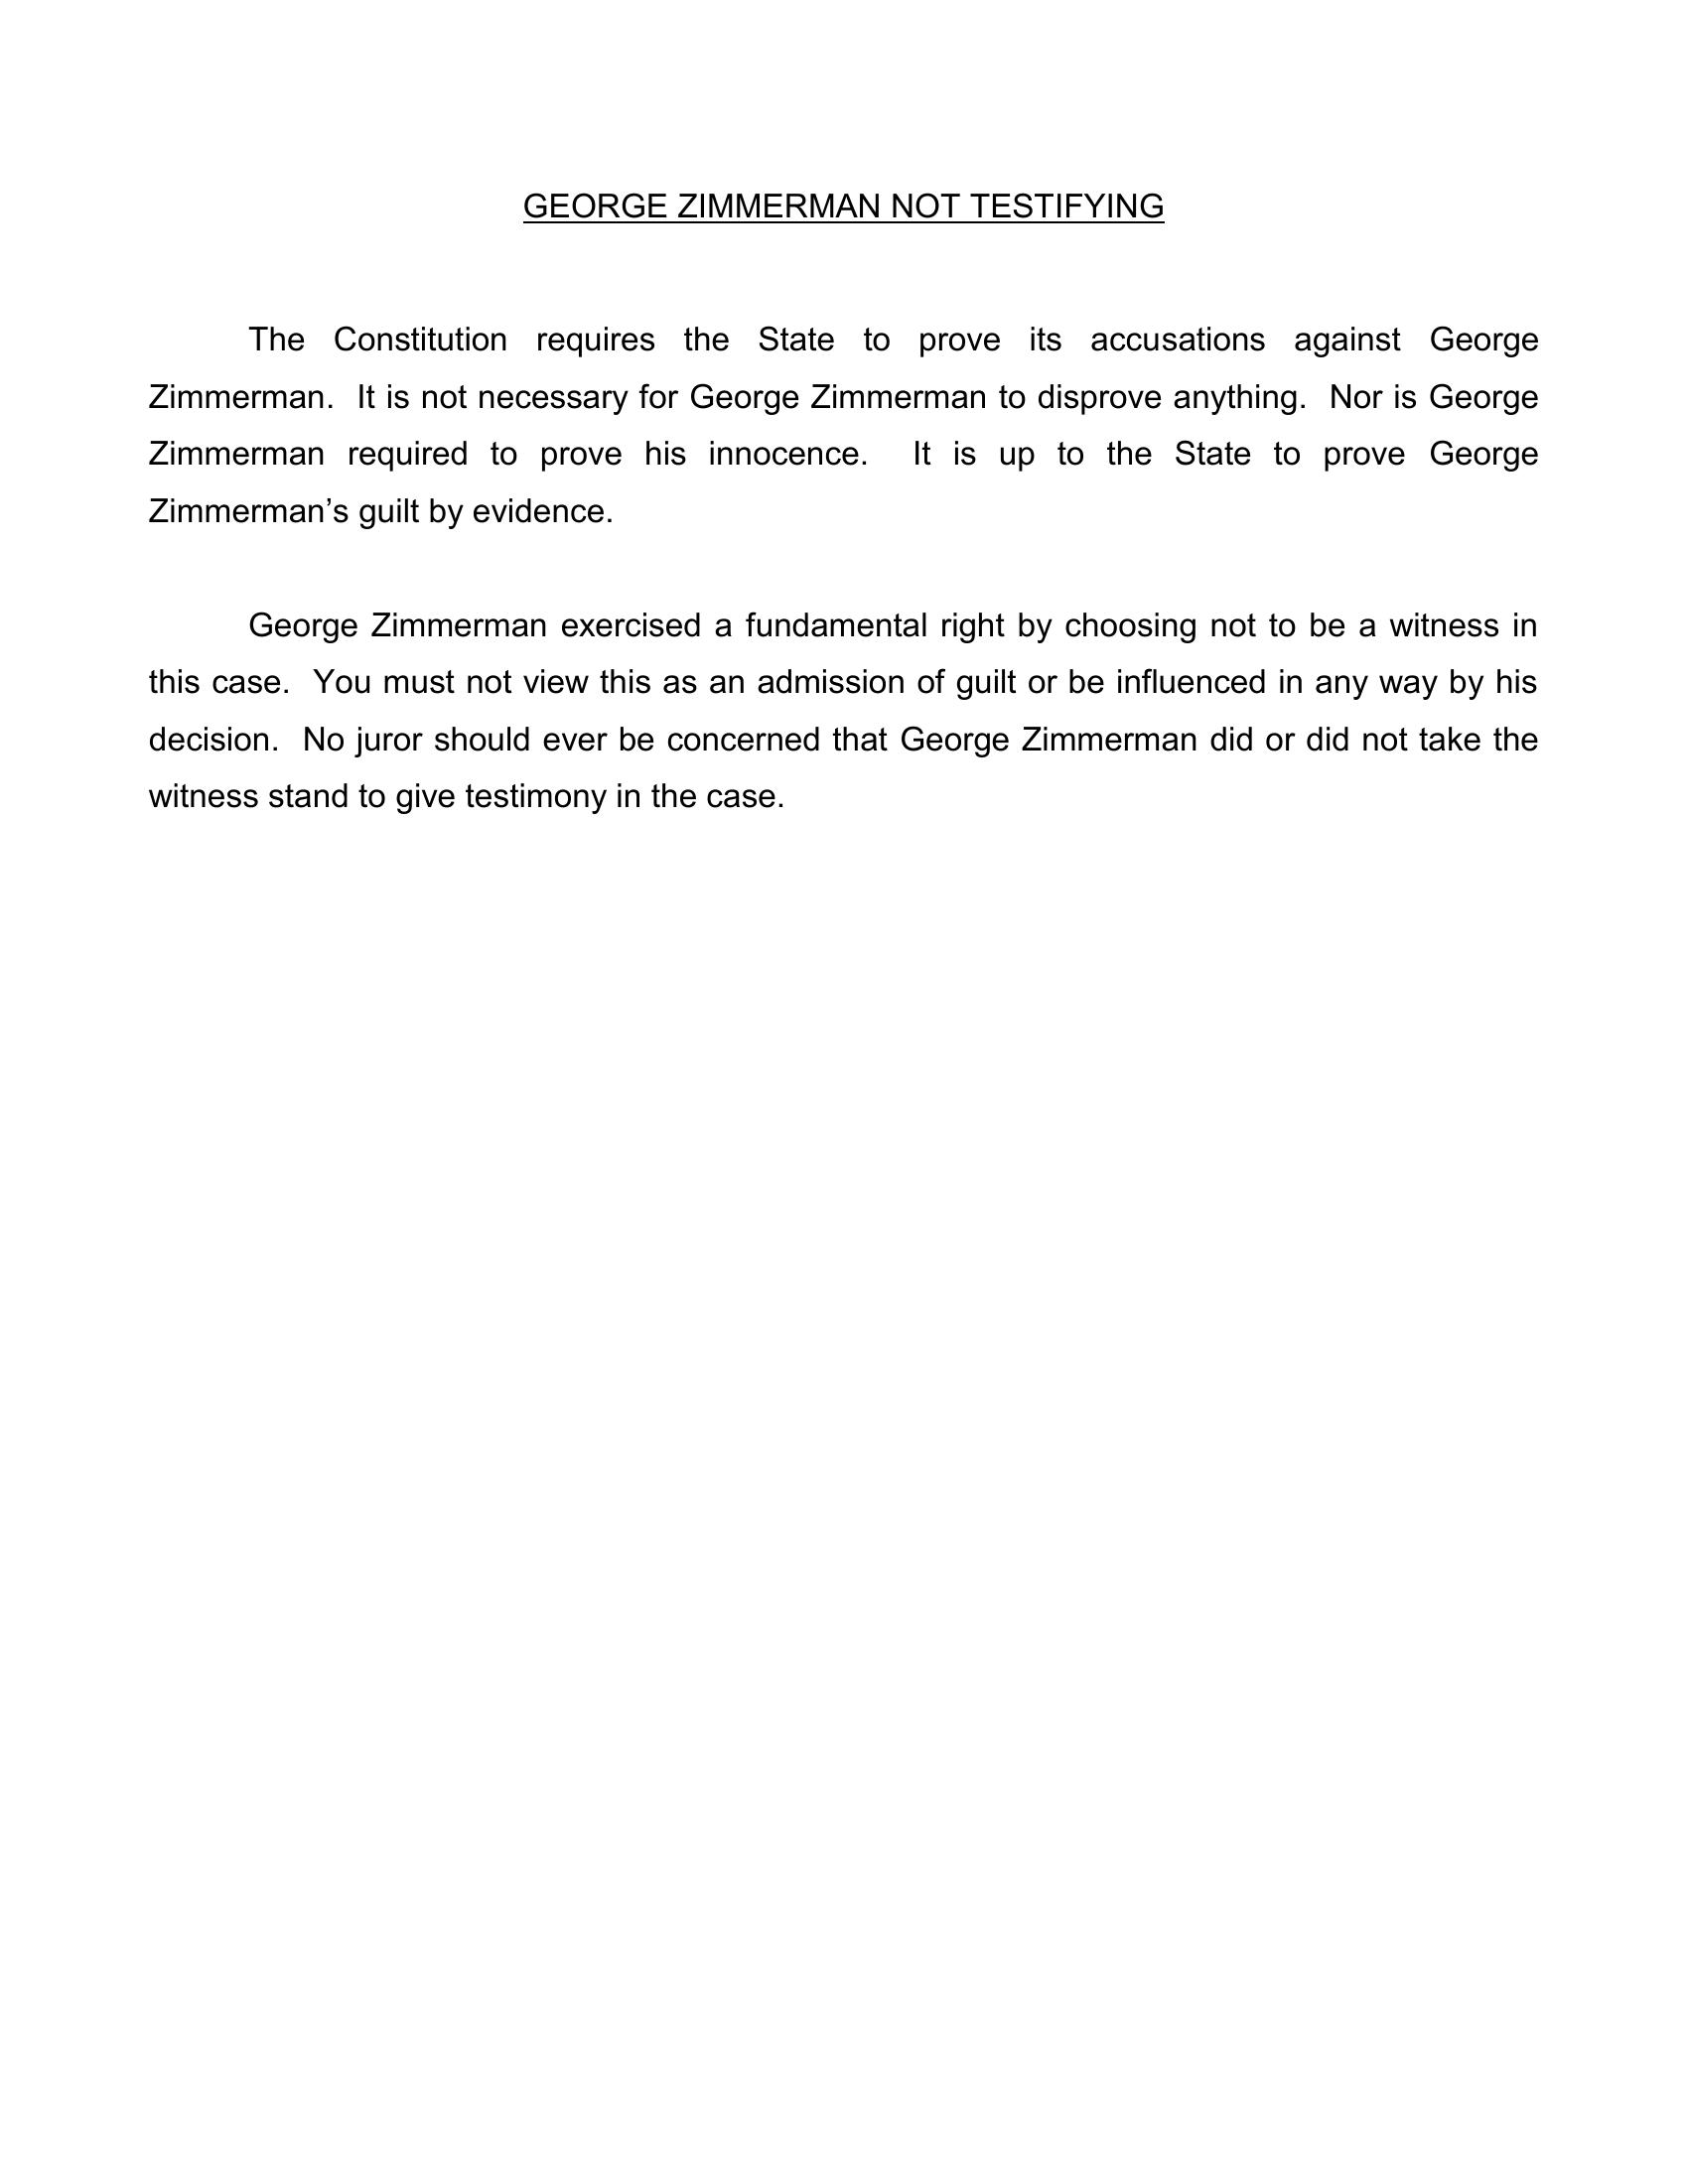 GEORGE ZIMMERMAN NOT TESTIFYING
The Constitution requires the State to prove its accusations against George
Zimmerman. It is not necessary for George Zimmerman to disprove anything. Nor is George
Zimmerman required to prove his innocence. It is up to the State to prove George
Zimmerman’s guilt by evidence.
George Zimmerman exercised a fundamental right by choosing not to be a witness in
this case. You must not view this as an admission of guilt or be influenced in any way by his
decision. No juror should ever be concerned that George Zimmerman did or did not take the
witness stand to give testimony in the case.